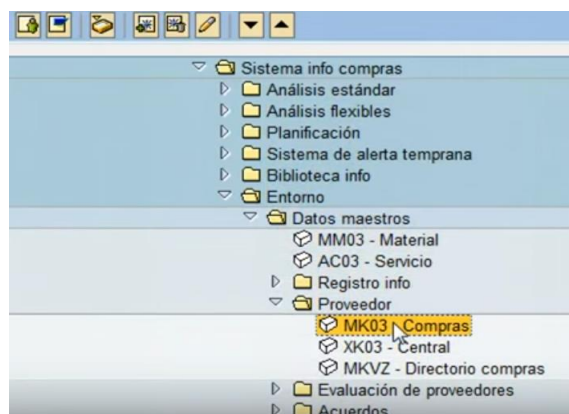 Sistema info compras
Análisis estándar
Análisis flexibles
Planificación
Sistema de alerta temprana
Biblioteca info
Entorno
Datos maestros
MM03 - Material
AC03 - Servicio
Registro info
Proveedor
MK03 - Compras
XK03 - Central
MKVZ - Directorio compras
Evaluación de proveedores
Acuerdos